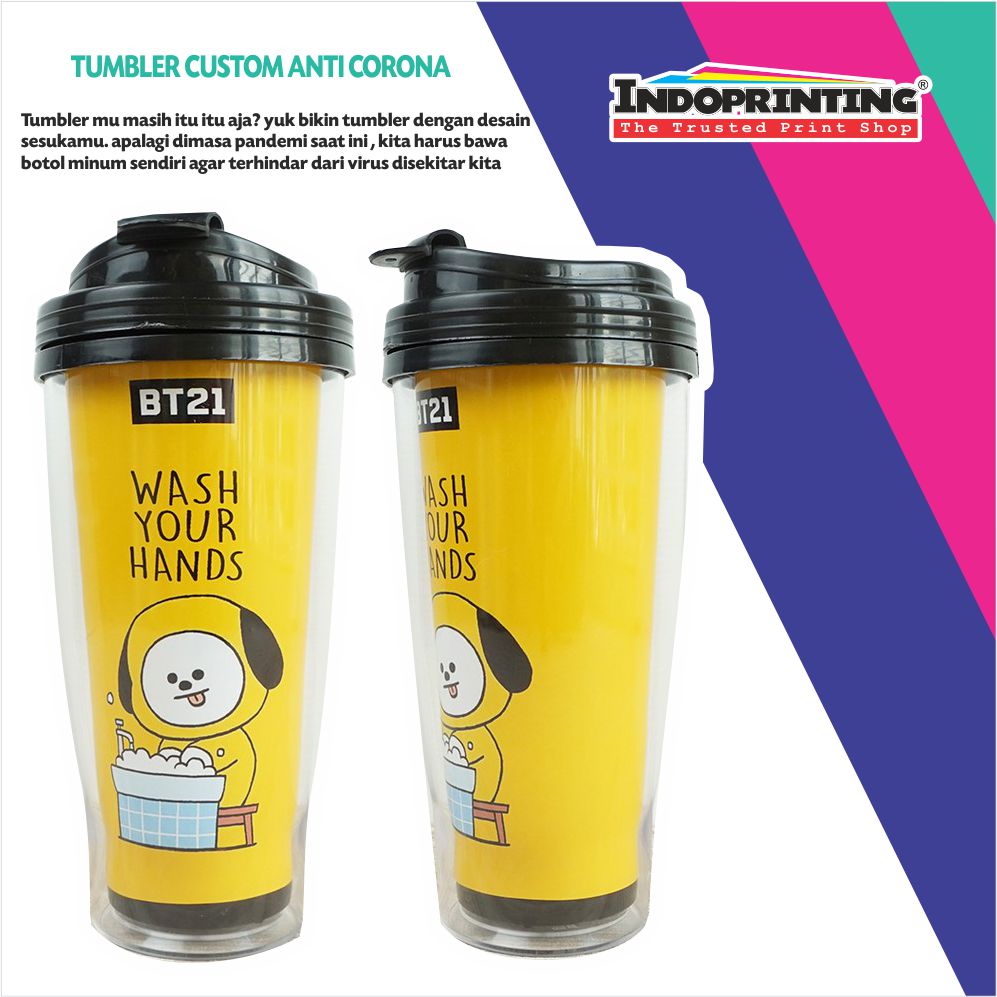 TUMBLER CUSTOM ANTI CORONA
Tumbler mu masih itu itu aja? yuk bikin tumbler dengan desain
sesukamu. apalagi dimasa pandemi saat ini , kita harus bawa
botol minum sendiri agar terhindar dari virus disekitar kita
INDOPRINTING®
The Trusted Print Shop
BT21
WASH
YOUR
HANDS
BT21
WASH
OUR
ANDS